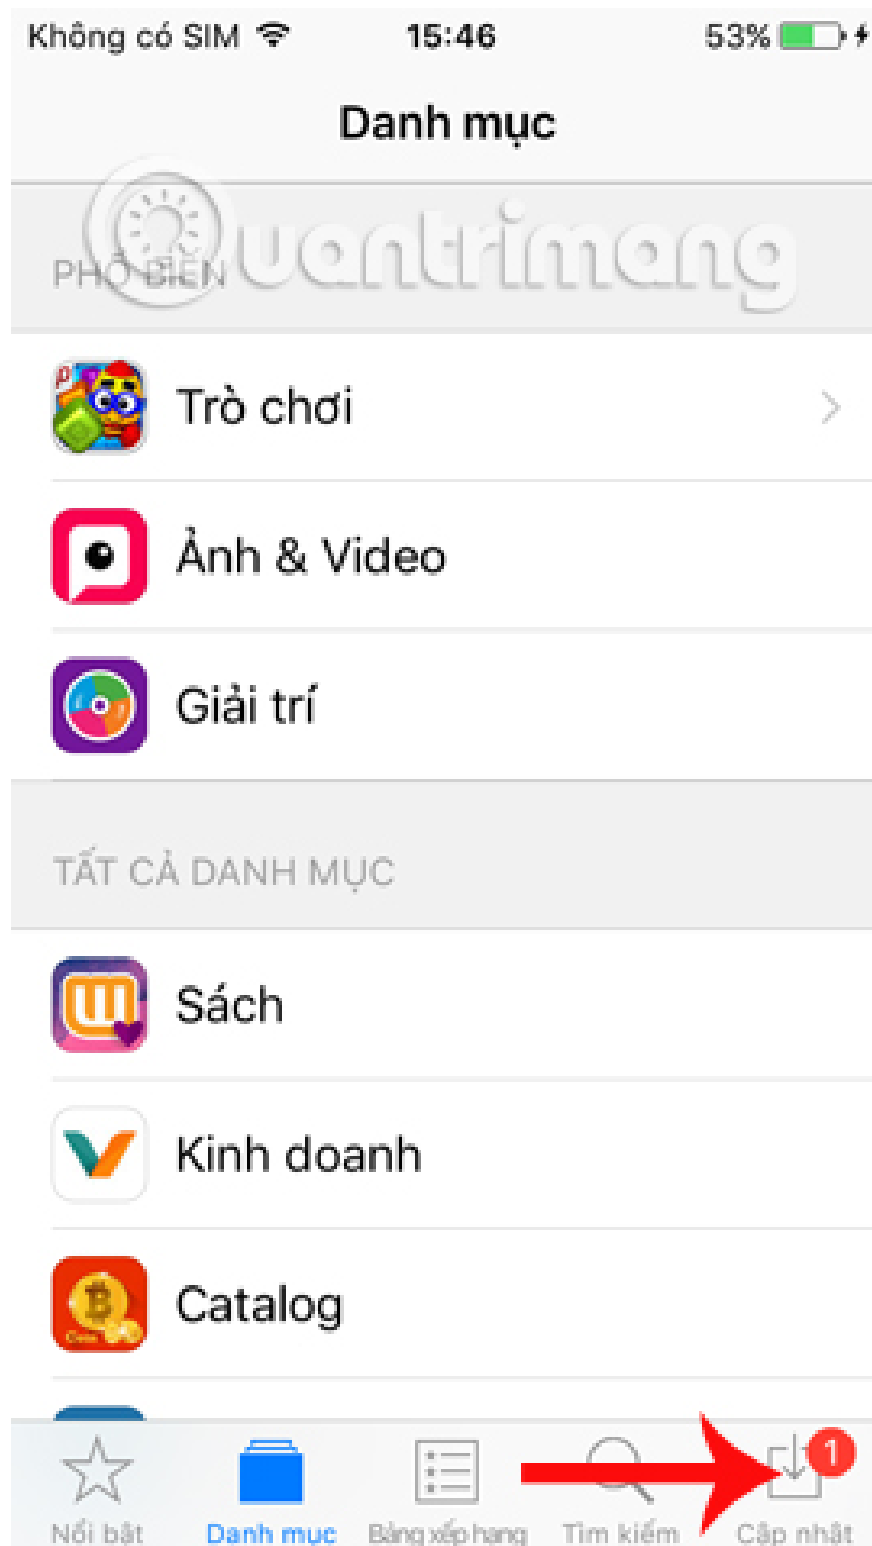 Không có SIM
15:46
53%
Danh mục
Quantrimang
PHỔ BIẾN
Trò chơi
Ảnh & Video
Giải trí
TẤT CẢ DANH MỤC
Sách
Kinh doanh
Catalog
1
Nổi bật
Danh mục
Bảng xếp hạng
Tìm kiếm
Cập nhật